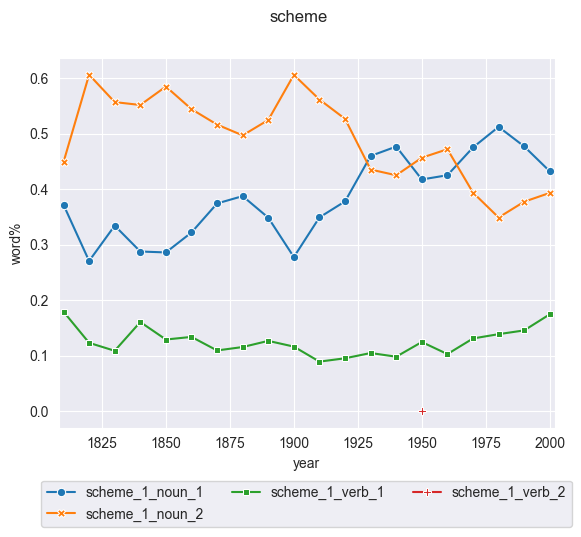 scheme
word%
0.6
0.5
0.4
0.3
0.2
0.1
0.0
1825 1850 1875 1900 1925 1950 1975 2000
year
scheme_1_noun_1 scheme_1_verb_1 scheme_1_verb_2
scheme_1_noun_2